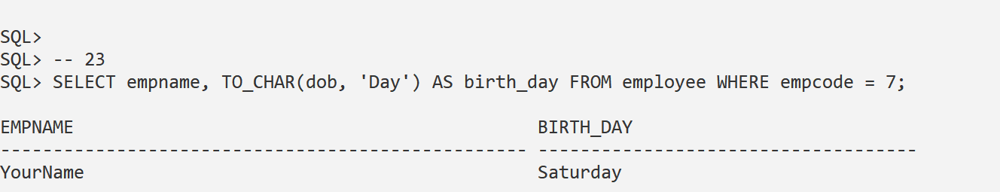 SQL>
SQL> -- 23
SQL> SELECT empname, TO_CHAR(dob, 'Day') AS birth_day FROM employee WHERE empcode = 7;
EMPNAME                                            BIRTH_DAY
-------------------------------------------------- ------------------------------------
YourName                                           Saturday